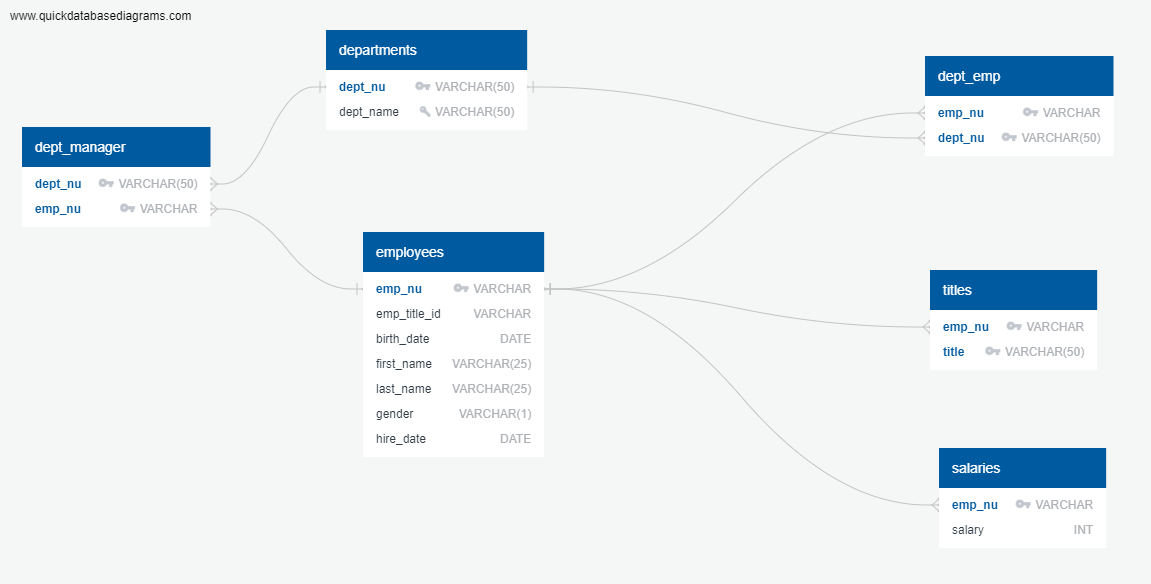 www.quickdatabasediagrams.com
departments
dept_nu VARCHAR(50)
dept_name VARCHAR(50)
dept_emp
emp_nu VARCHAR
dept_nu VARCHAR(50)
dept_manager
dept_nu VARCHAR(50)
emp_nu VARCHAR
employees
emp_nu VARCHAR
emp_title_id VARCHAR
birth_date DATE
first_name VARCHAR(25)
last_name VARCHAR(25)
gender VARCHAR(1)
hire_date DATE
titles
emp_nu VARCHAR
title VARCHAR(50)
salaries
emp_nu VARCHAR
salary INT